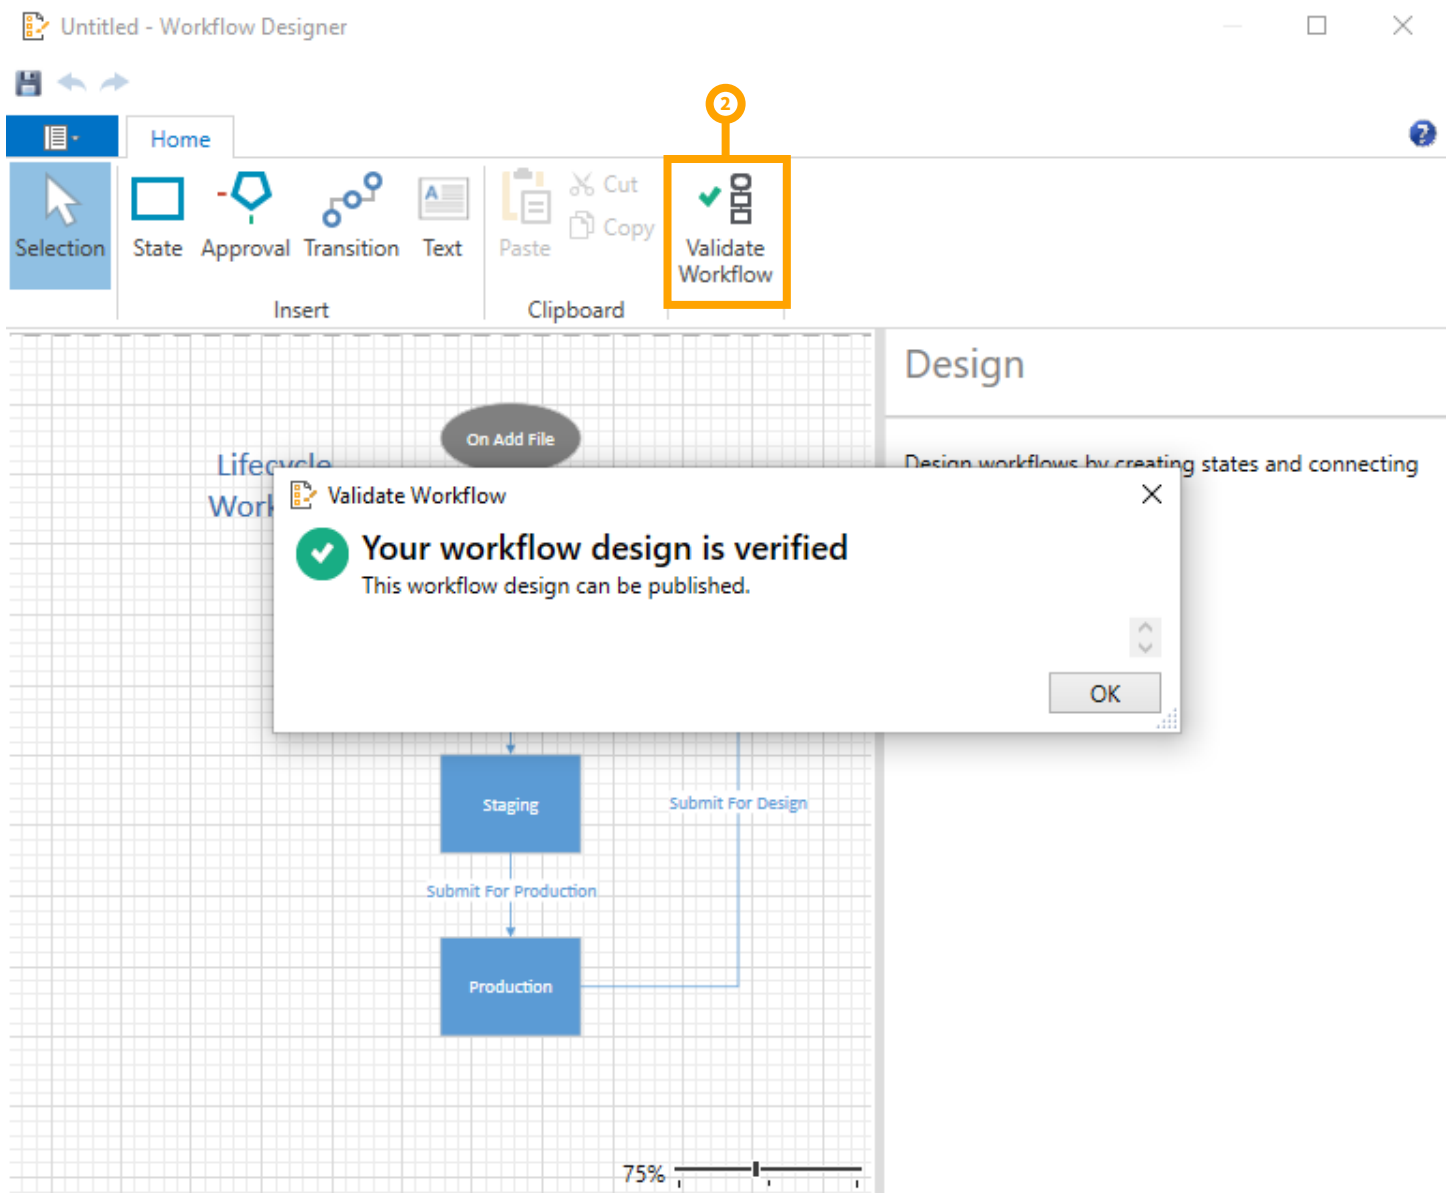 Untitled - Workflow Designer
2
Home
Selection
State
Approval
Transition
Text
Paste
Cut
Copy
Validate
Workflow
Insert
Clipboard
Design
Design workflows by creating states and connecting
On Add File
Lifecycle
Work
Validate Workflow
Your workflow design is verified
This workflow design can be published.
OK
Staging
Submit For Design
Submit For Production
Production
75%